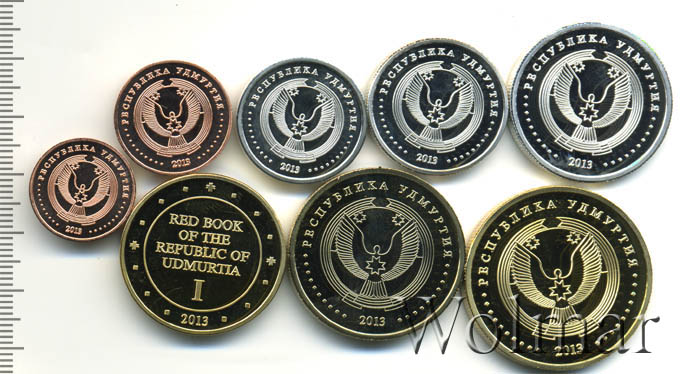 РЕСПУБЛИКА УДМУРТИЯ
2013
РЕСПУБЛИКА УДМУРТИЯ
2013
РЕСПУБЛИКА УДМУРТИЯ
2013
РЕСПУБЛИКА УДМУРТИЯ
2013
РЕСПУБЛИКА УДМУРТИЯ
2013
RED BOOK
OF THE
REPUBLIC OF
UDMURTIA
I
2013
РЕСПУБЛИКА УДМУРТИЯ
2013
РЕСПУБЛИКА УДМУРТИЯ
2013
Wolmar